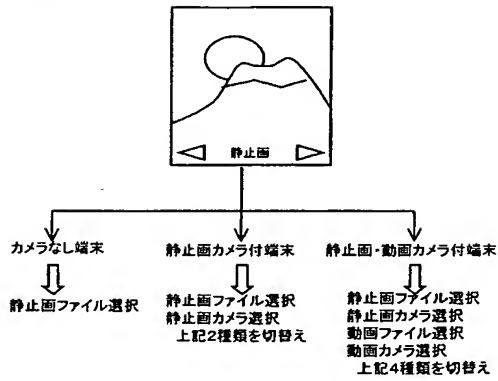 静止画
カメラなし端末
静止画ファイル選択
静止画カメラ付端末
静止画ファイル選択
静止画カメラ選択
上記2種類を切替え
静止画・動画カメラ付端末
静止画ファイル選択
静止画カメラ選択
動画ファイル選択
動画カメラ選択
上記4種類を切替え